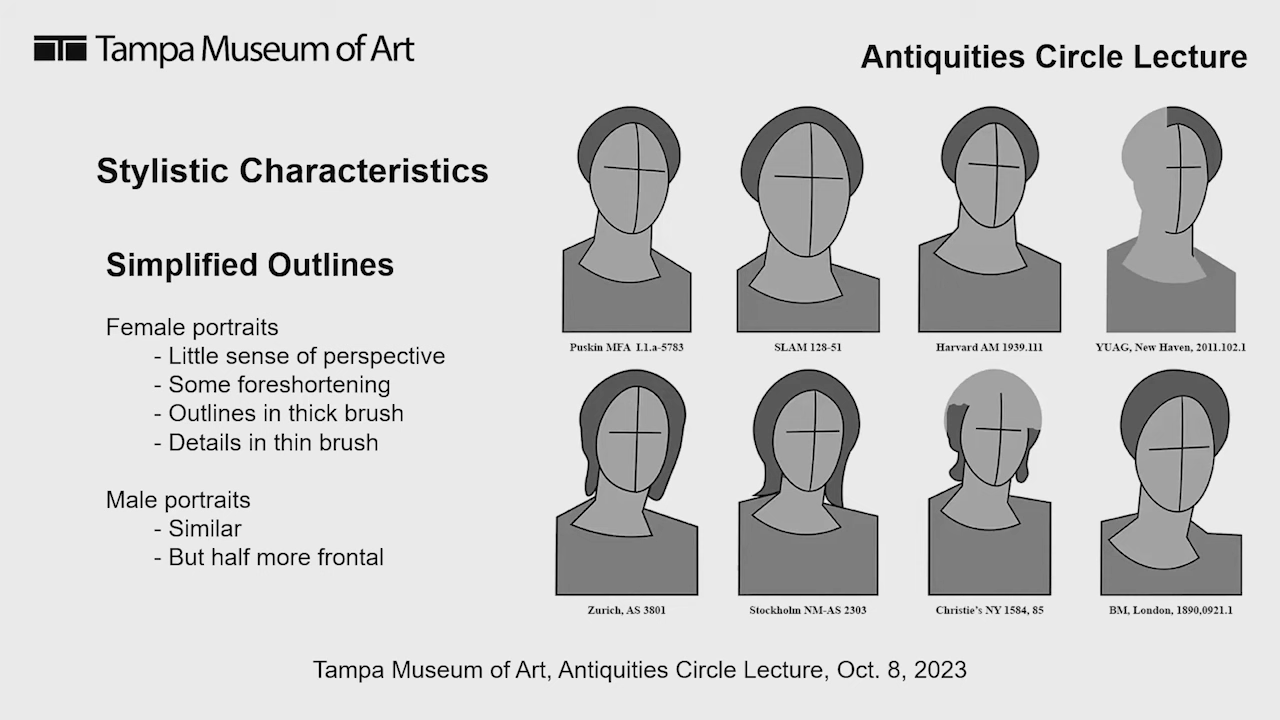 Tampa Museum of Art
Antiquities Circle Lecture
Stylistic Characteristics
Simplified Outlines
Female portraits
- Little sense of perspective
- Some foreshortening
- Outlines in thick brush
- Details in thin brush
Male portraits
- Similar
- But half more frontal
Puskin MFA I.1.a-5783
SLAM 128-51
Harvard AM 1939.111
YUAG, New Haven, 2011.102.1
Zurich, AS 3801
Stockholm NM-AS 2303
Christie's NY 1584, 85
BM, London, 1890,0921.1
Tampa Museum of Art, Antiquities Circle Lecture, Oct. 8, 2023